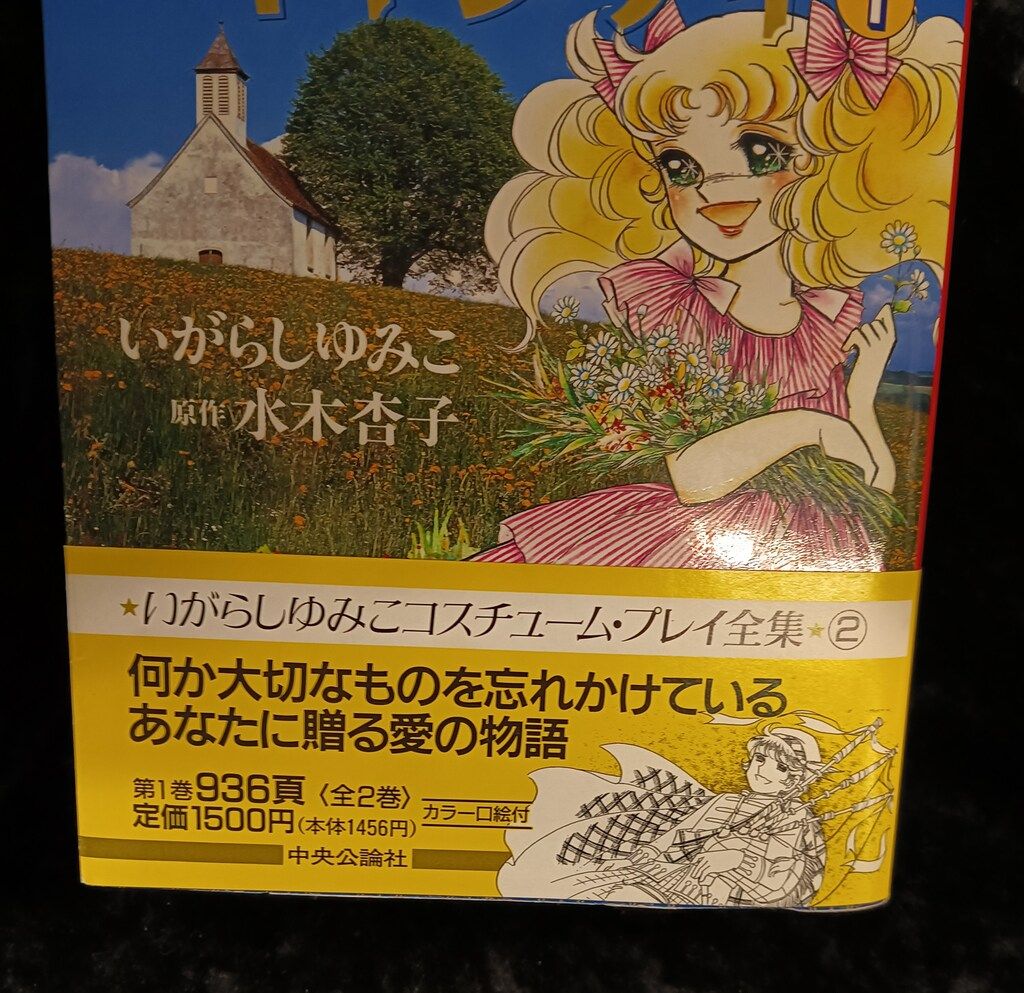 いがらしゆみこ
原作 水木杏子
★いがらしゆみこコスチューム・プレイ全集★②
何か大切なものを忘れかけている
あなたに贈る愛の物語
第1巻936頁〈全2巻〉
定価1500円(本体1456円)
カラー口絵付
中央公論社